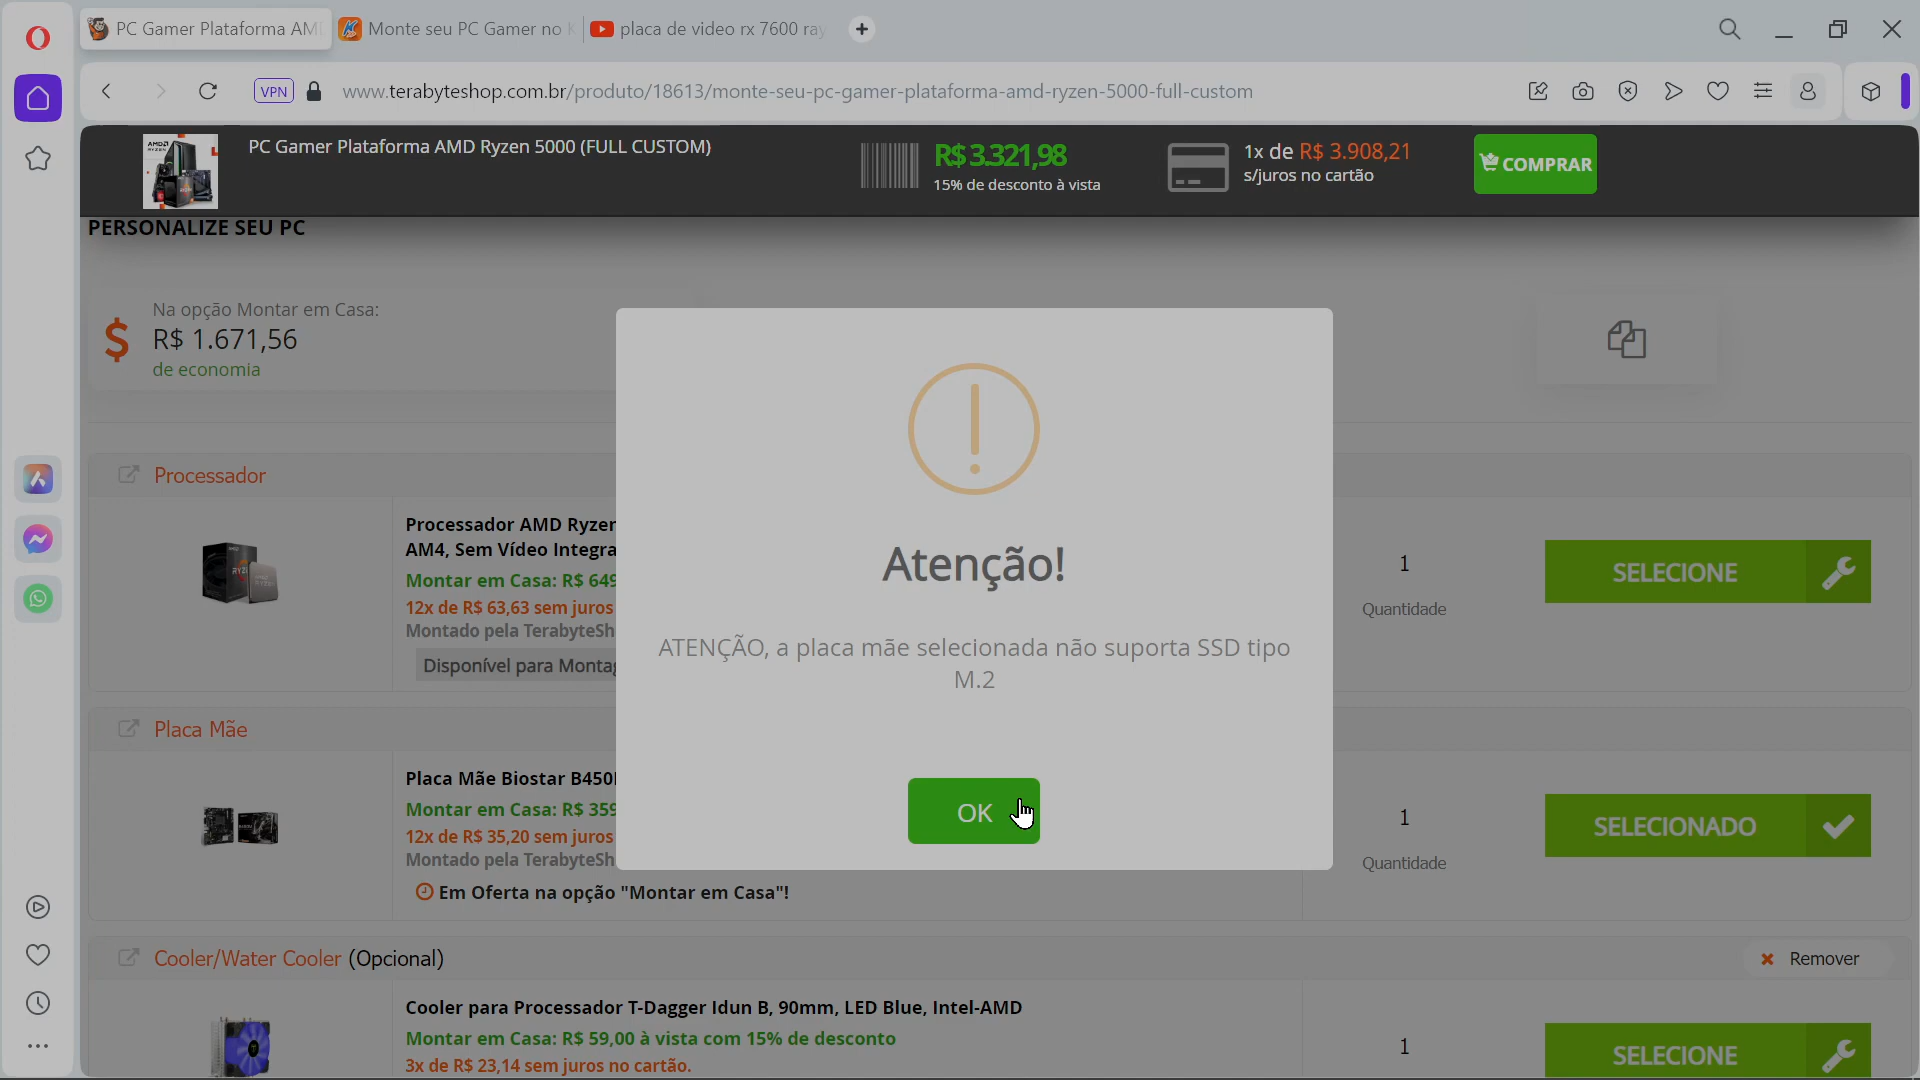 PC Gamer Plataforma AM
Monte seu PC Gamer no
placa de video rx 7600 ray
VPN
www.terabyteshop.com.br/produto/18613/monte-seu-pc-gamer-plataforma-amd-ryzen-5000-full-custom
PC Gamer Plataforma AMD Ryzen 5000 (FULL CUSTOM)
R$ 3.321,98
15% de desconto à vista
1x de R$ 3.908,21
s/juros no cartão
COMPRAR
PERSONALIZE SEU PC
Na opção Montar em Casa:
R$ 1.671,56
de economia
Processador
Processador AMD Ryzen
AM4, Sem Vídeo Integra
Montar em Casa: R$ 649
12x de R$ 63,63 sem juros
Montado pela TerabyteSh
Disponível para Montag
1
Quantidade
SELECIONE
Atenção!
ATENÇÃO, a placa mãe selecionada não suporta SSD tipo
M.2
OK
Placa Mãe
Placa Mãe Biostar B450
Montar em Casa: R$ 359
12x de R$ 35,20 sem juros
Montado pela TerabyteSh
Em Oferta na opção "Montar em Casa"!
1
Quantidade
SELECIONADO
Cooler/Water Cooler (Opcional)
Remover
Cooler para Processador T-Dagger Idun B, 90mm, LED Blue, Intel-AMD
Montar em Casa: R$ 59,00 à vista com 15% de desconto
3x de R$ 23,14 sem juros no cartão.
1
SELECIONE